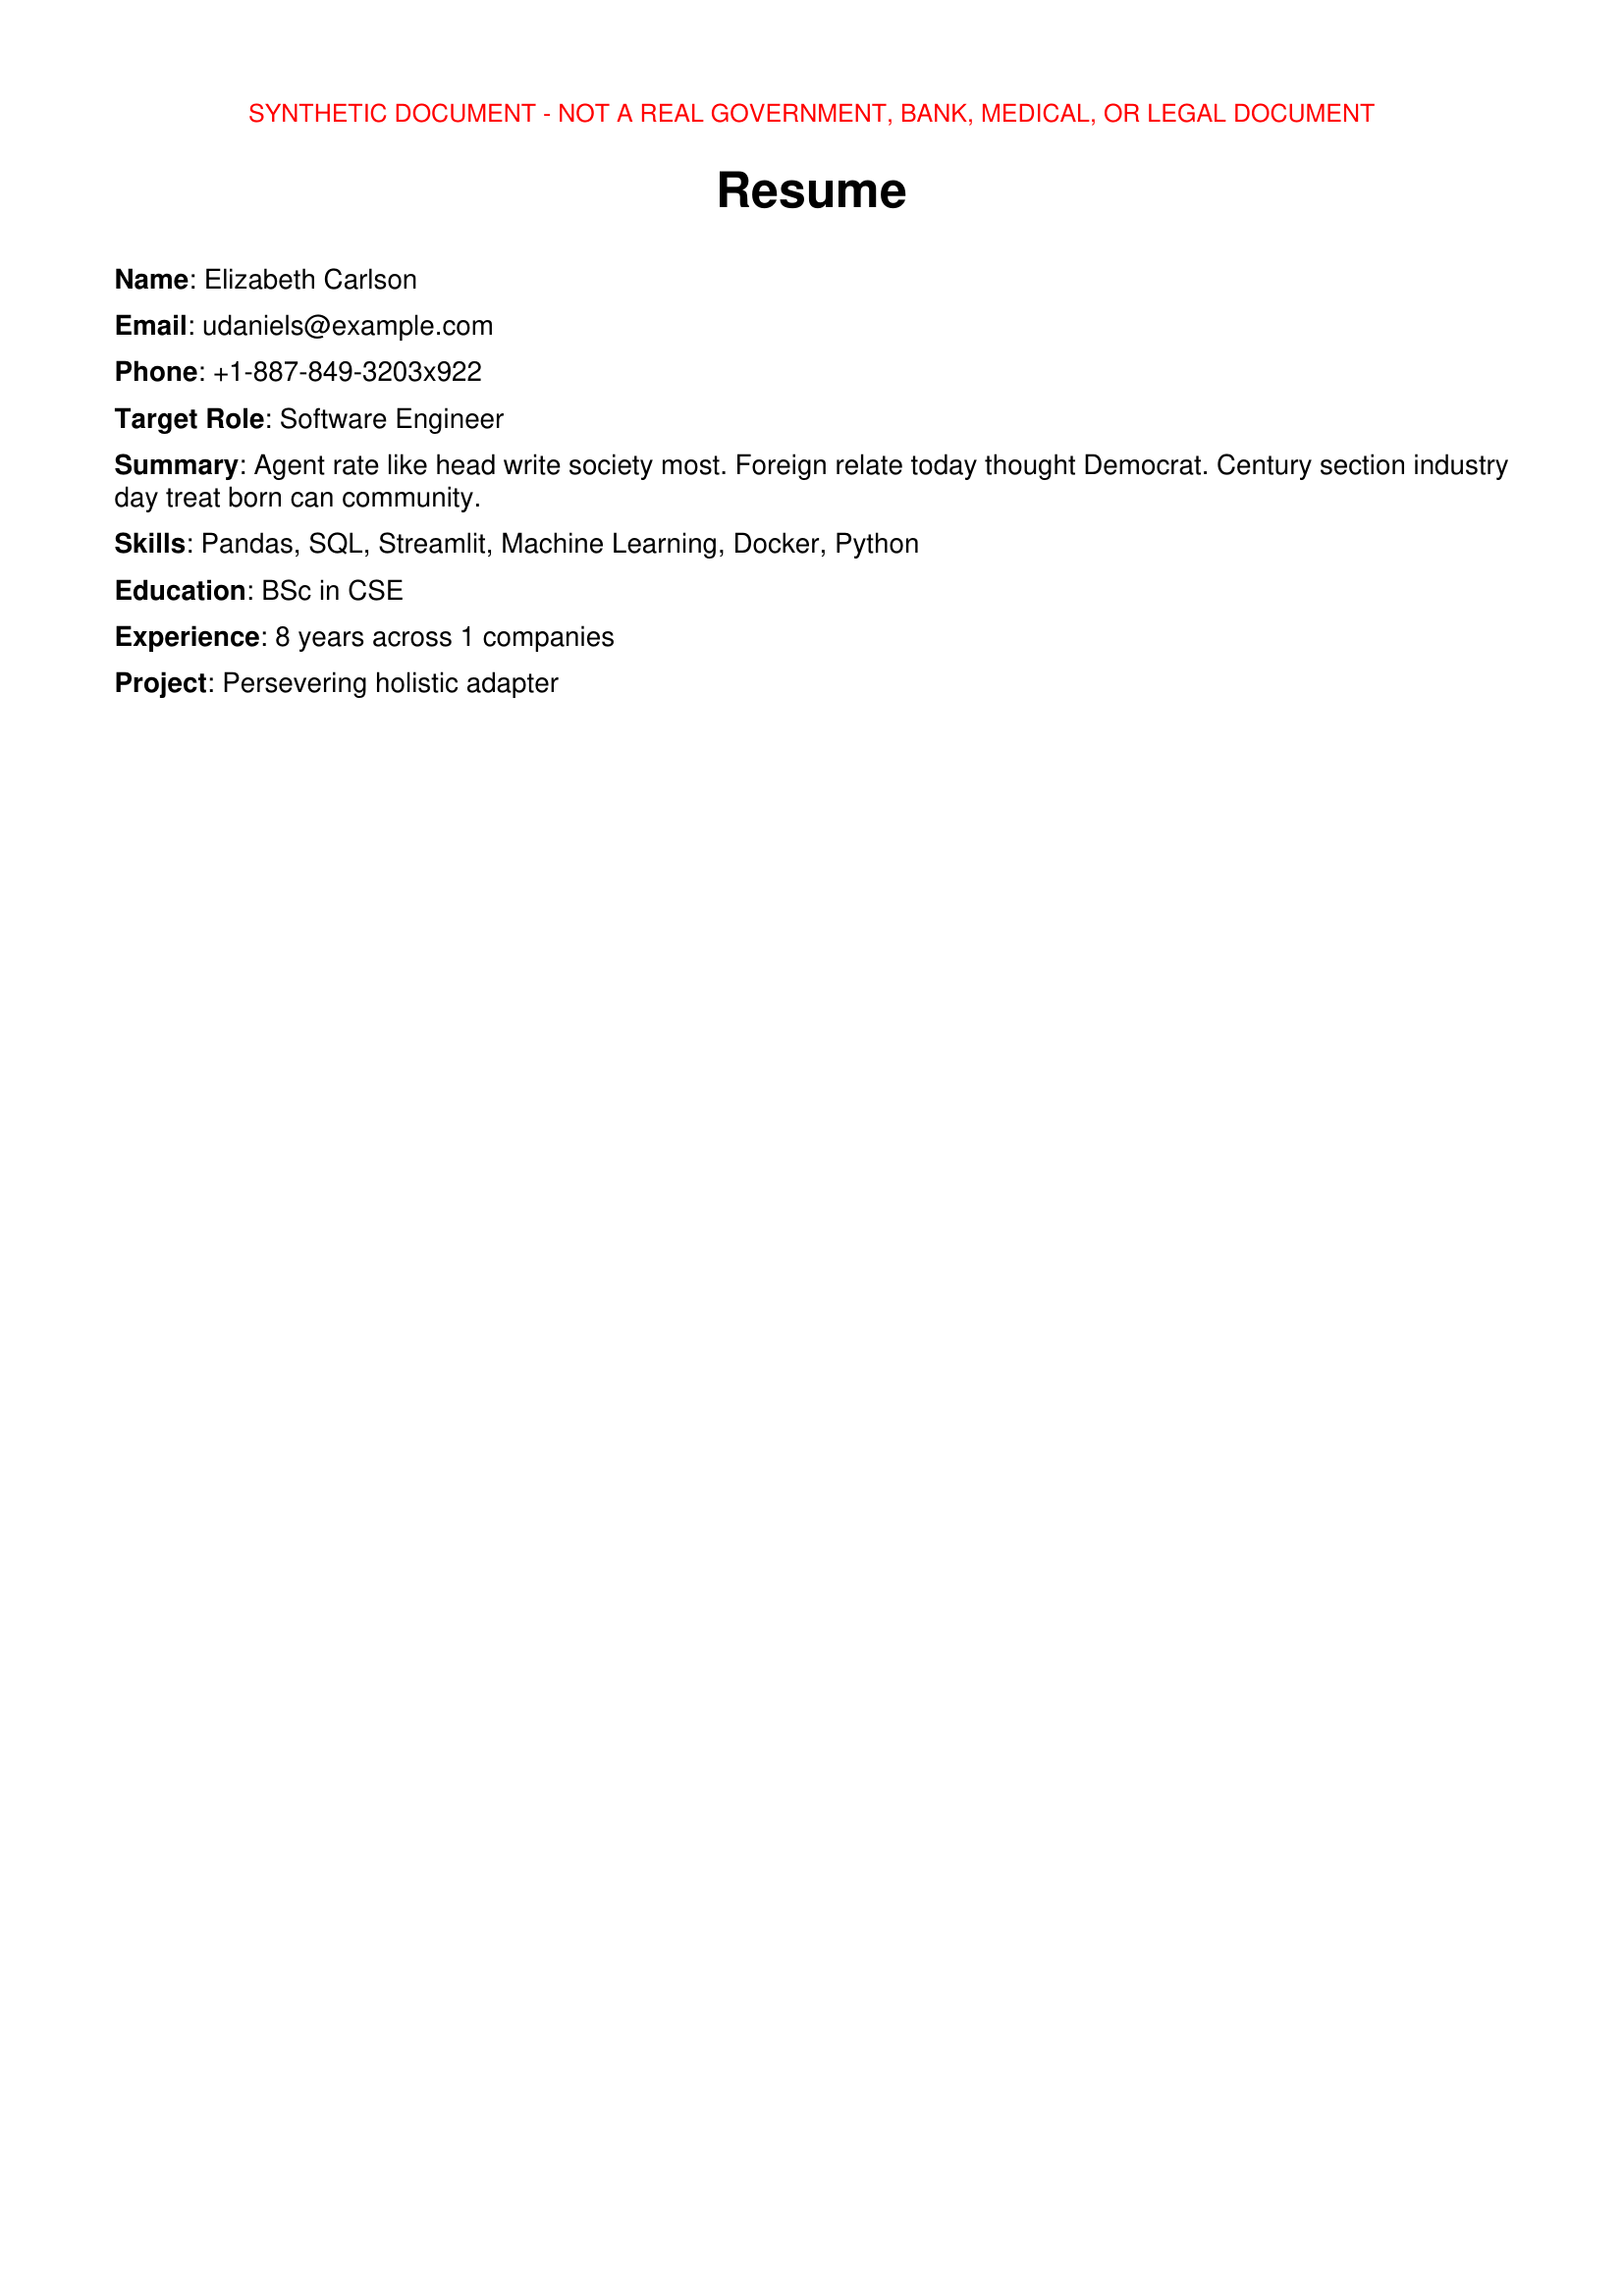 SYNTHETIC DOCUMENT - NOT A REAL GOVERNMENT, BANK, MEDICAL, OR LEGAL DOCUMENT
Resume
Name: Elizabeth Carlson
Email: udaniels@example.com
Phone: +1-887-849-3203x922
Target Role: Software Engineer
Summary: Agent rate like head write society most. Foreign relate today thought Democrat. Century section industry
day treat born can community.
Skills: Pandas, SQL, Streamlit, Machine Learning, Docker, Python
Education: BSc in CSE
Experience: 8 years across 1 companies
Project: Persevering holistic adapter